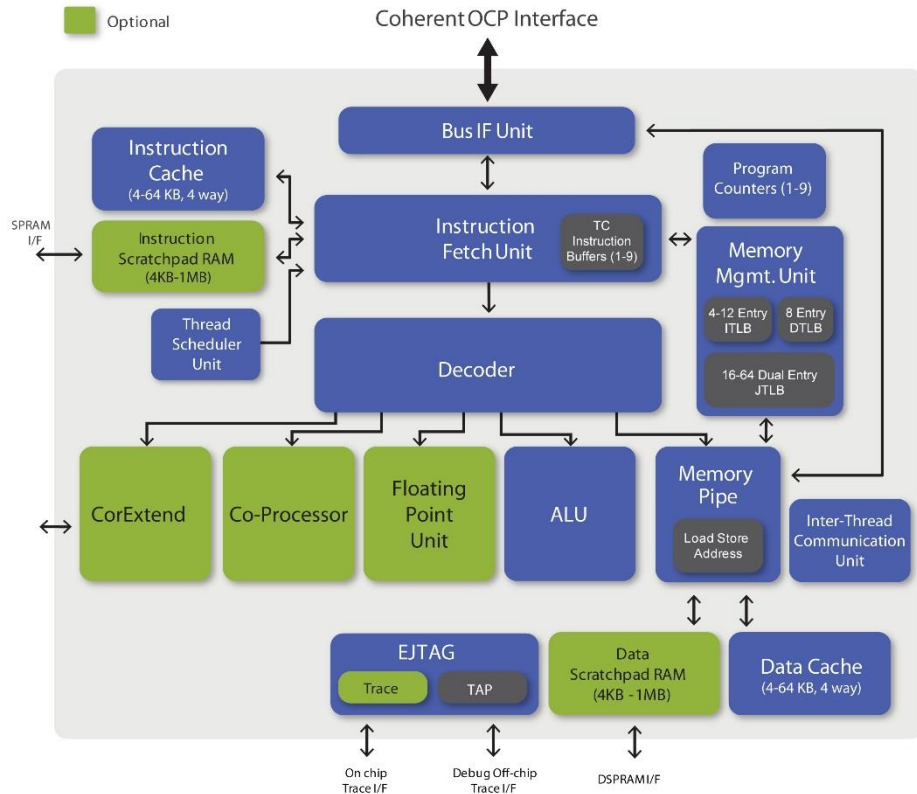 Optional
Coherent OCP Interface
Bus IF Unit
Instruction
Cache
(4-64 KB, 4 way)
Program
Counters (1-9)
SPRAM
I/F
Instruction
Scratchpad RAM
(4KB-1MB)
Instruction
Fetch Unit
TC
Instruction
Buffers (1-9)
Memory
Mgmt. Unit
4-12 Entry
ITLB
8 Entry
DTLB
16-64 Dual Entry
JTLB
Thread
Scheduler
Unit
Decoder
CorExtend
Co-Processor
Floating
Point
Unit
ALU
Memory
Pipe
Load Store
Address
Inter-Thread
Communication
Unit
EJTAG
Trace
TAP
Data
Scratchpad RAM
(4KB -1MB)
Data Cache
(4-64 KB, 4 way)
On chip
Trace I/F
Debug Off-chip
Trace I/F
DSPRAM I/F